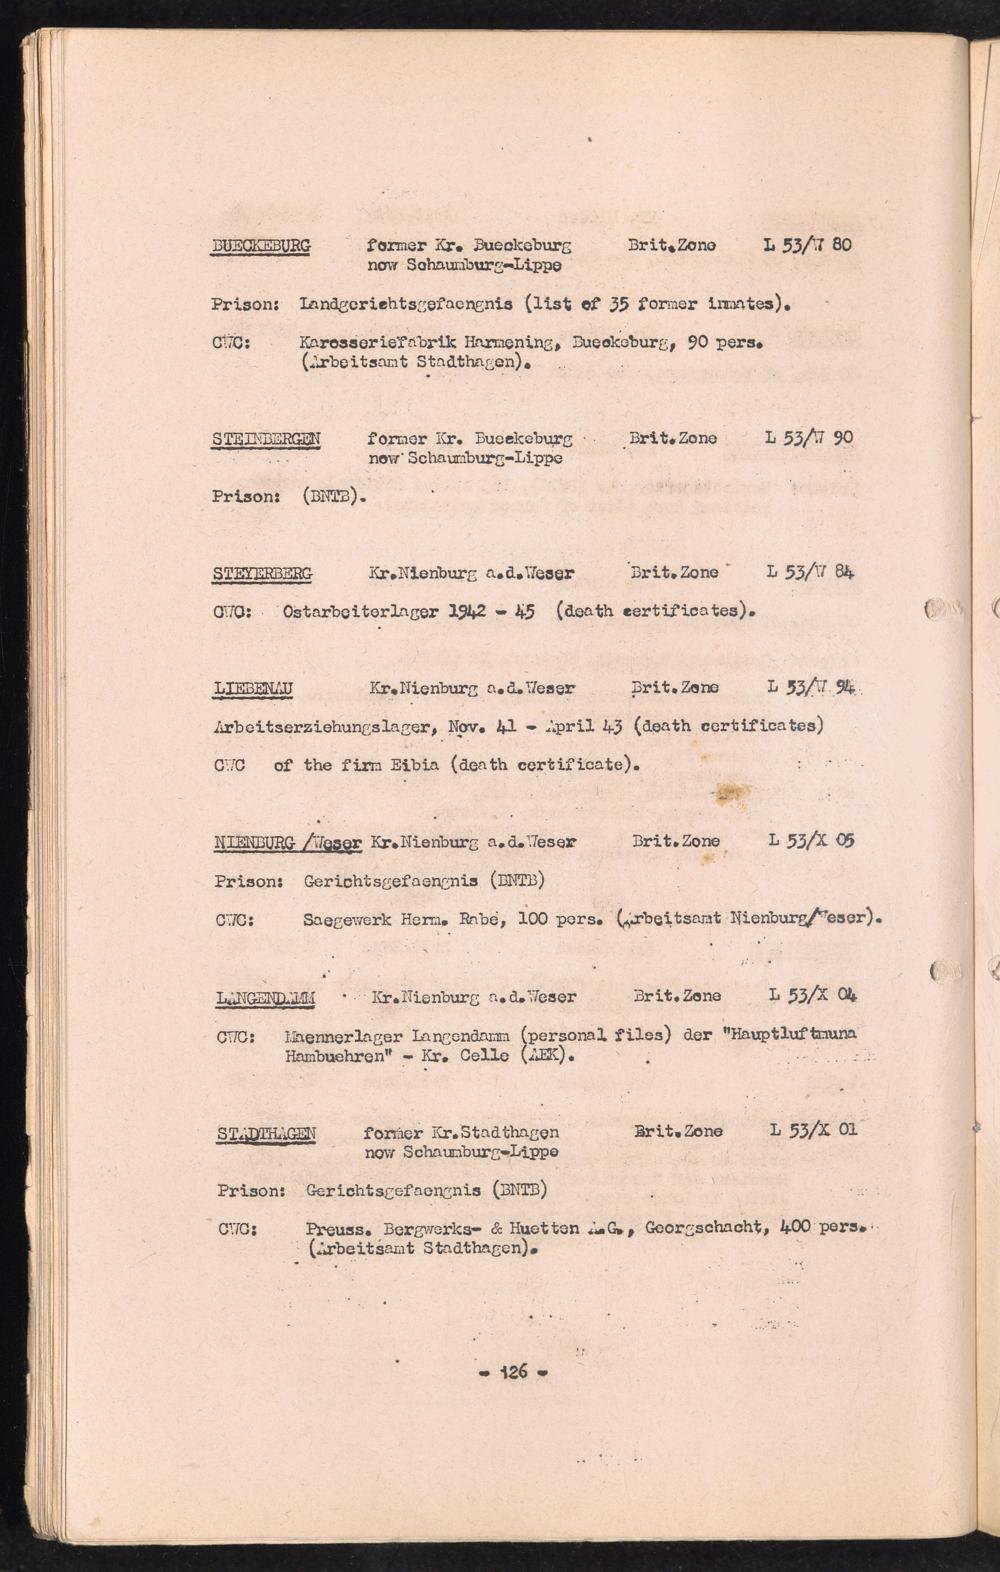 BUECKEBURG former Kr. Bueckeburg Brit.Zone L 53/W 80
now Schaumburg-Lippe
Prison: Landgerichtsgefaengnis (list of 35 former inmates).
CWC: Karosseriefabrik Harmening, Bueckeburg, 90 pers.
(Arbeitsamt Stadthagen).
STEINBERGEN former Kr. Bueckeburg Brit.Zone L 53/W 90
now Schaumburg-Lippe
Prison: (BNTB).
STEYERBERG Kr.Nienburg a.d.Weser Brit.Zone L 53/W 84
CWC: Ostarbeiterlager 1942 - 45 (death certificates).
LIEBENAU Kr.Nienburg a.d.Weser Brit.Zone L 53/W 94
Arbeitserziehungslager, Nov. 41 - April 43 (death certificates)
CWC of the firm Eibia (death certificate).
NIENBURG /Weser Kr.Nienburg a.d.Weser Brit.Zone L 53/X 05
Prison: Gerichtsgefaengnis (BNTB)
CWC: Saegewerk Herm. Rabe, 100 pers. (Arbeitsamt Nienburg/Weser).
LANGENDAMM Kr.Nienburg a.d.Weser Brit.Zone L 53/X 04
CWC: Maennerlager Langendamm (personal files) der "Hauptluftmuna
Hambuehren" - Kr. Celle (AEK).
STADTHAGEN former Kr.Stadthagen Brit.Zone L 53/X 01
now Schaumburg-Lippe
Prison: Gerichtsgefaengnis (BNTB)
CWC: Preuss. Bergwerks- & Huetten A.G., Georgschacht, 400 pers.
(Arbeitsamt Stadthagen).
- 126 -